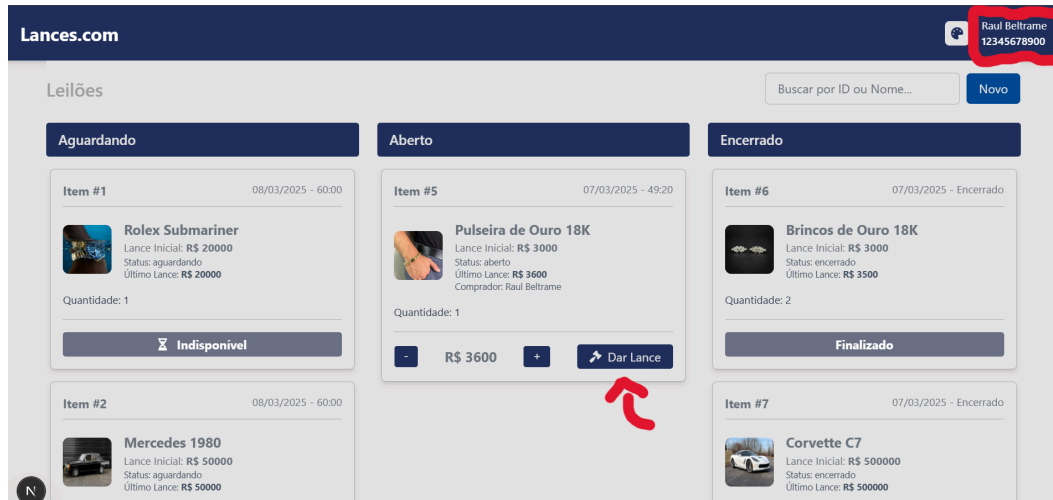 Lances.com
Raul Beltrame
12345678900
Leilões
Buscar por ID ou Nome...
Novo
Aguardando
Item #1
08/03/2025 - 60:00
Rolex Submariner
Lance Inicial: R$ 20000
Status: aguardando
Último Lance: R$ 20000
Quantidade: 1
Indisponível
Item #2
08/03/2025 - 60:00
Mercedes 1980
Lance Inicial: R$ 50000
Status: aguardando
Último Lance: R$ 50000
Aberto
Item #5
07/03/2025 - 49:20
Pulseira de Ouro 18K
Lance Inicial: R$ 3000
Status: aberto
Último Lance: R$ 3600
Comprador: Raul Beltrame
Quantidade: 1
- R$ 3600 +
Dar Lance
Encerrado
Item #6
07/03/2025 - Encerrado
Brincos de Ouro 18K
Lance Inicial: R$ 3000
Status: encerrado
Último Lance: R$ 3500
Quantidade: 2
Finalizado
Item #7
07/03/2025 - Encerrado
Corvette C7
Lance Inicial: R$ 500000
Status: encerrado
Último Lance: R$ 500000
N